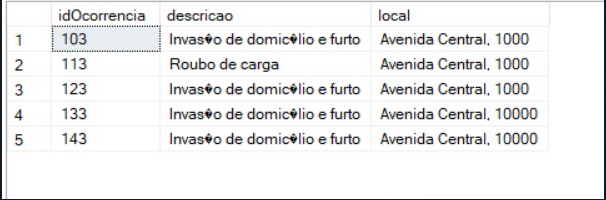 idOcorrencia descricao local
1 103 Invas�o de domic�lio e furto Avenida Central, 1000
2 113 Roubo de carga Avenida Central, 1000
3 123 Invas�o de domic�lio e furto Avenida Central, 1000
4 133 Invas�o de domic�lio e furto Avenida Central, 10000
5 143 Invas�o de domic�lio e furto Avenida Central, 10000